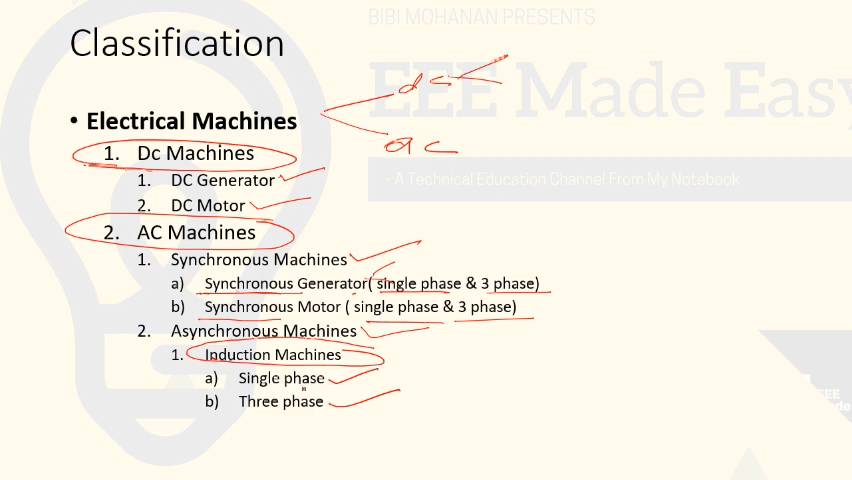 BIBI MOHANAN PRESENTS
Classification
EEE Made Easy
• Electrical Machines
dc
ac
- A Technical Education Channel From My Notebook
1. Dc Machines
1. DC Generator
2. DC Motor
2. AC Machines
1. Synchronous Machines
a) Synchronous Generator( single phase & 3 phase)
b) Synchronous Motor ( single phase & 3 phase)
2. Asynchronous Machines
1. Induction Machines
a) Single phase
b) Three phase
EEE